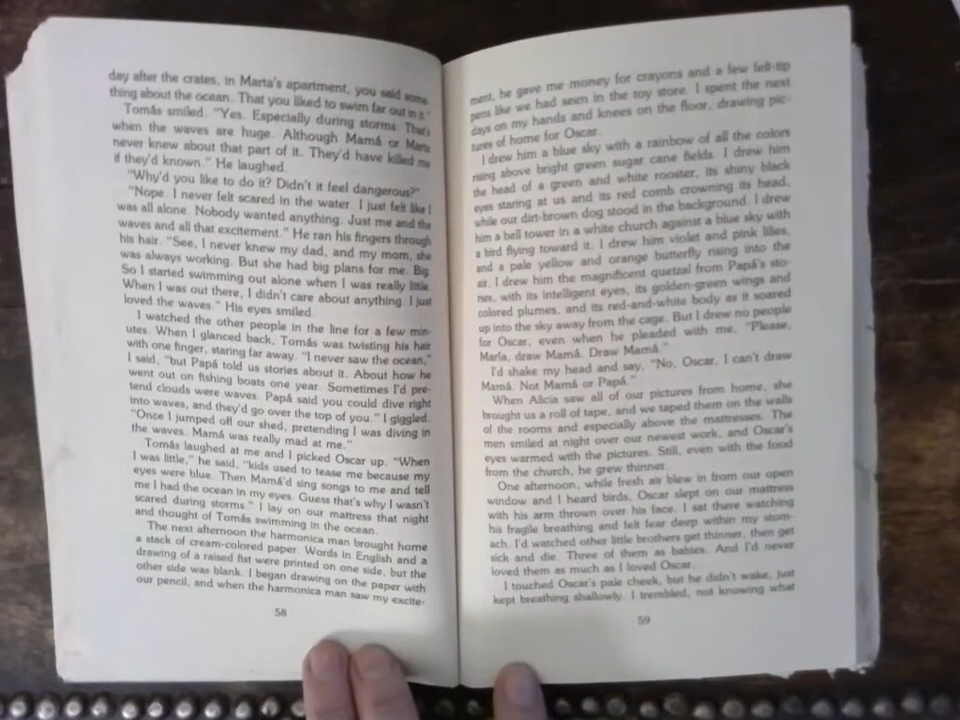 day after the crates, in Marta's apartment, you said some-
thing about the ocean. That you liked to swim far out in it."
Tomás smiled. "Yes. Especially during storms. That's
when the waves are huge. Although Mamá or Marta
never knew about that part of it. They'd have killed me
if they'd known." He laughed.
"Why'd you like to do it? Didn't it feel dangerous?"
"Nope. I never felt scared in the water. I just felt like I
was all alone. Nobody wanted anything. Just me and the
waves and all that excitement." He ran his fingers through
his hair. "See, I never knew my dad, and my mom, she
was always working. But she had big plans for me. Big.
So I started swimming out alone when I was really little.
When I was out there, I didn't care about anything. I just
loved the waves." His eyes smiled.
I watched the other people in the line for a few min-
utes. When I glanced back, Tomás was twisting his hair
with one finger, staring far away. "I never saw the ocean,"
I said, "but Papá told us stories about it. About how he
went out on fishing boats one year. Sometimes I'd pre-
tend clouds were waves. Papá said you could dive right
into waves, and they'd go over the top of you." I giggled.
"Once I jumped off our shed, pretending I was diving in
the waves. Mamá was really mad at me."
Tomás laughed at me and I picked Oscar up. "When
I was little," he said, "kids used to tease me because my
eyes were blue. Then Mamá'd sing songs to me and tell
me I had the ocean in my eyes. Guess that's why I wasn't
scared during storms." I lay on our mattress that night
and thought of Tomás swimming in the ocean.
The next afternoon the harmonica man brought home
a stack of cream-colored paper. Words in English and a
drawing of a raised fist were printed on one side, but the
other side was blank. I began drawing on the paper with
our pencil, and when the harmonica man saw my excite-
58
ment, he gave me money for crayons and a few felt-tip
pens like we had seen in the toy store. I spent the next
days on my hands and knees on the floor, drawing pic-
tures of home for Oscar.
I drew him a blue sky with a rainbow of all the colors
rising above bright green sugar cane fields. I drew him
the head of a green and white rooster, its shiny black
eyes staring at us and its red comb crowning its head,
while our dirt-brown dog stood in the background. I drew
him a bell tower in a white church against a blue sky with
a bird flying toward it. I drew him violet and pink lilies,
and a pale yellow and orange butterfly rising into the
air. I drew him the magnificent quetzal from Papá's sto-
ries, with its intelligent eyes, its golden-green wings and
colored plumes, and its red-and-white body as it soared
up into the sky away from the cage. But I drew no people
for Oscar, even when he pleaded with me, "Please,
Marla, draw Mamá. Draw Mamá."
I'd shake my head and say, "No, Oscar, I can't draw
Mamá. Not Mamá or Papá."
When Alicia saw all of our pictures from home, she
brought us a roll of tape, and we taped them on the walls
of the rooms and especially above the mattresses. The
men smiled at night over our newest work, and Oscar's
eyes warmed with the pictures. Still, even with the food
from the church, he grew thinner.
One afternoon, while fresh air blew in from our open
window and I heard birds, Oscar slept on our mattress
with his arm thrown over his face. I sat there watching
his fragile breathing and felt fear deep within my stom-
ach. I'd watched other little brothers get thinner, then get
sick and die. Three of them as babies. And I'd never
loved them as much as I loved Oscar.
I touched Oscar's pale cheek, but he didn't wake, just
kept breathing shallowly. I trembled, not knowing what
59